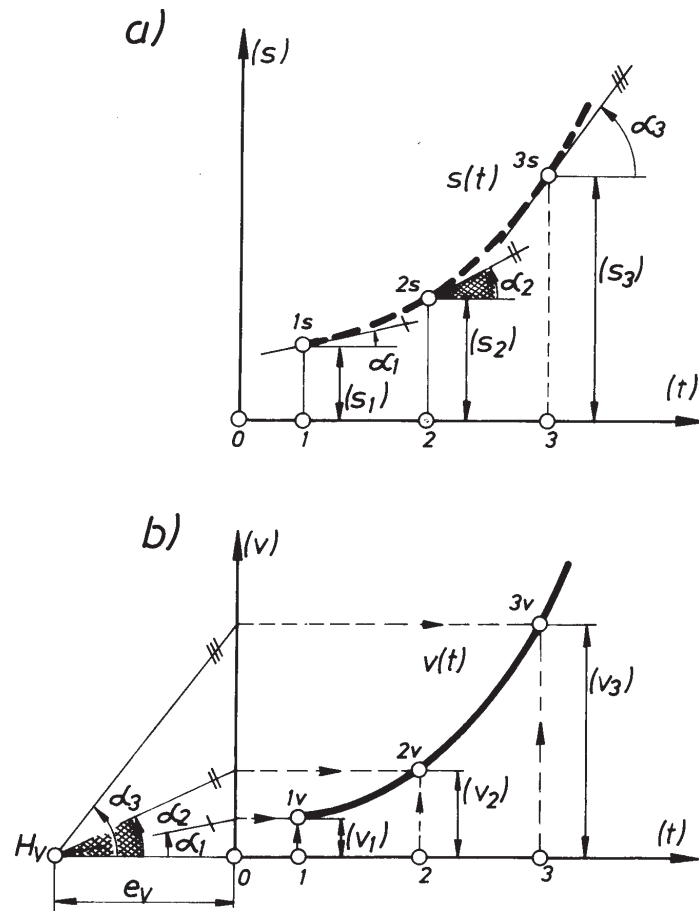 a)
(s)
α3
3s
s(t)
(s3)
2s
α2
1s
(s2)
α1
(s1)
(t)
0 1 2 3
b)
(v)
3v
v(t)
(v3)
2v
α3
α2
1v
(v2)
α1
(v1)
Hv
(t)
0 1 2 3
ev